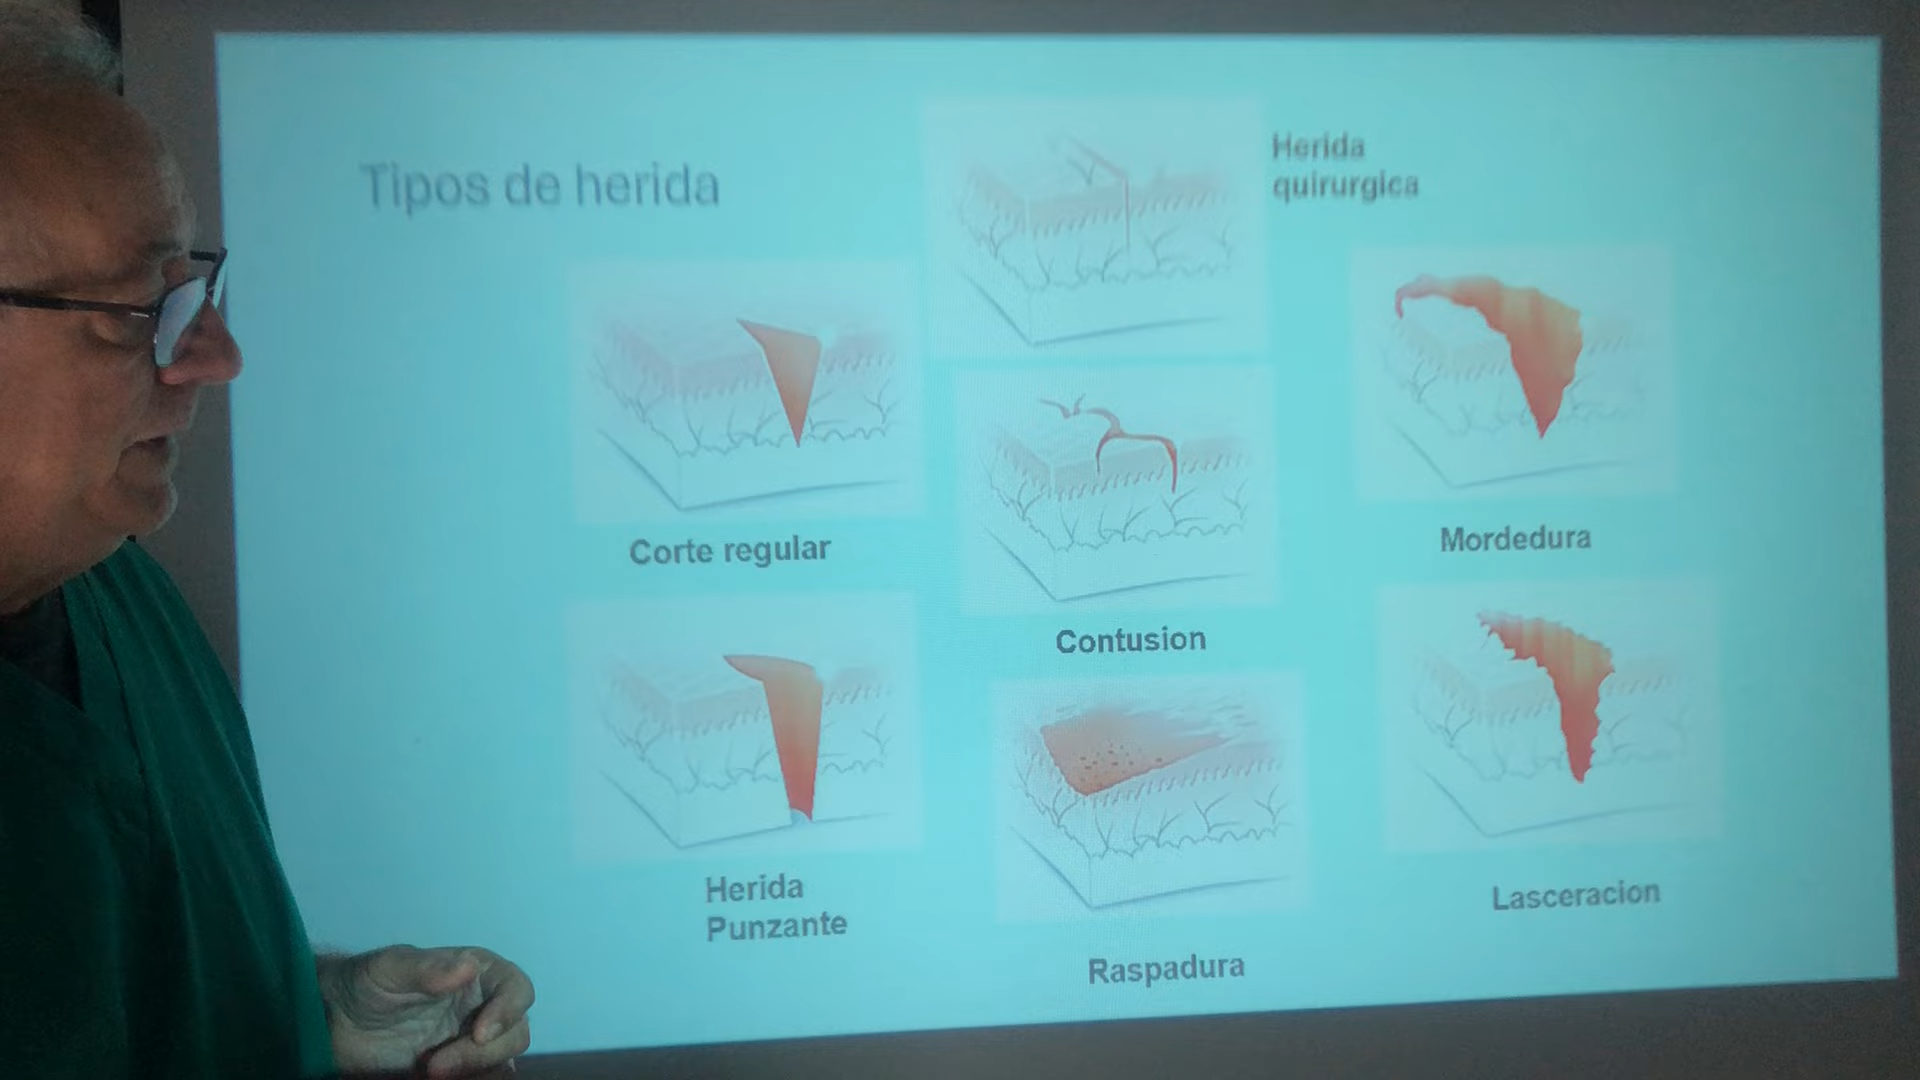 Tipos de herida
Herida
quirurgica
Corte regular
Contusion
Mordedura
Herida
Punzante
Raspadura
Lasceracion